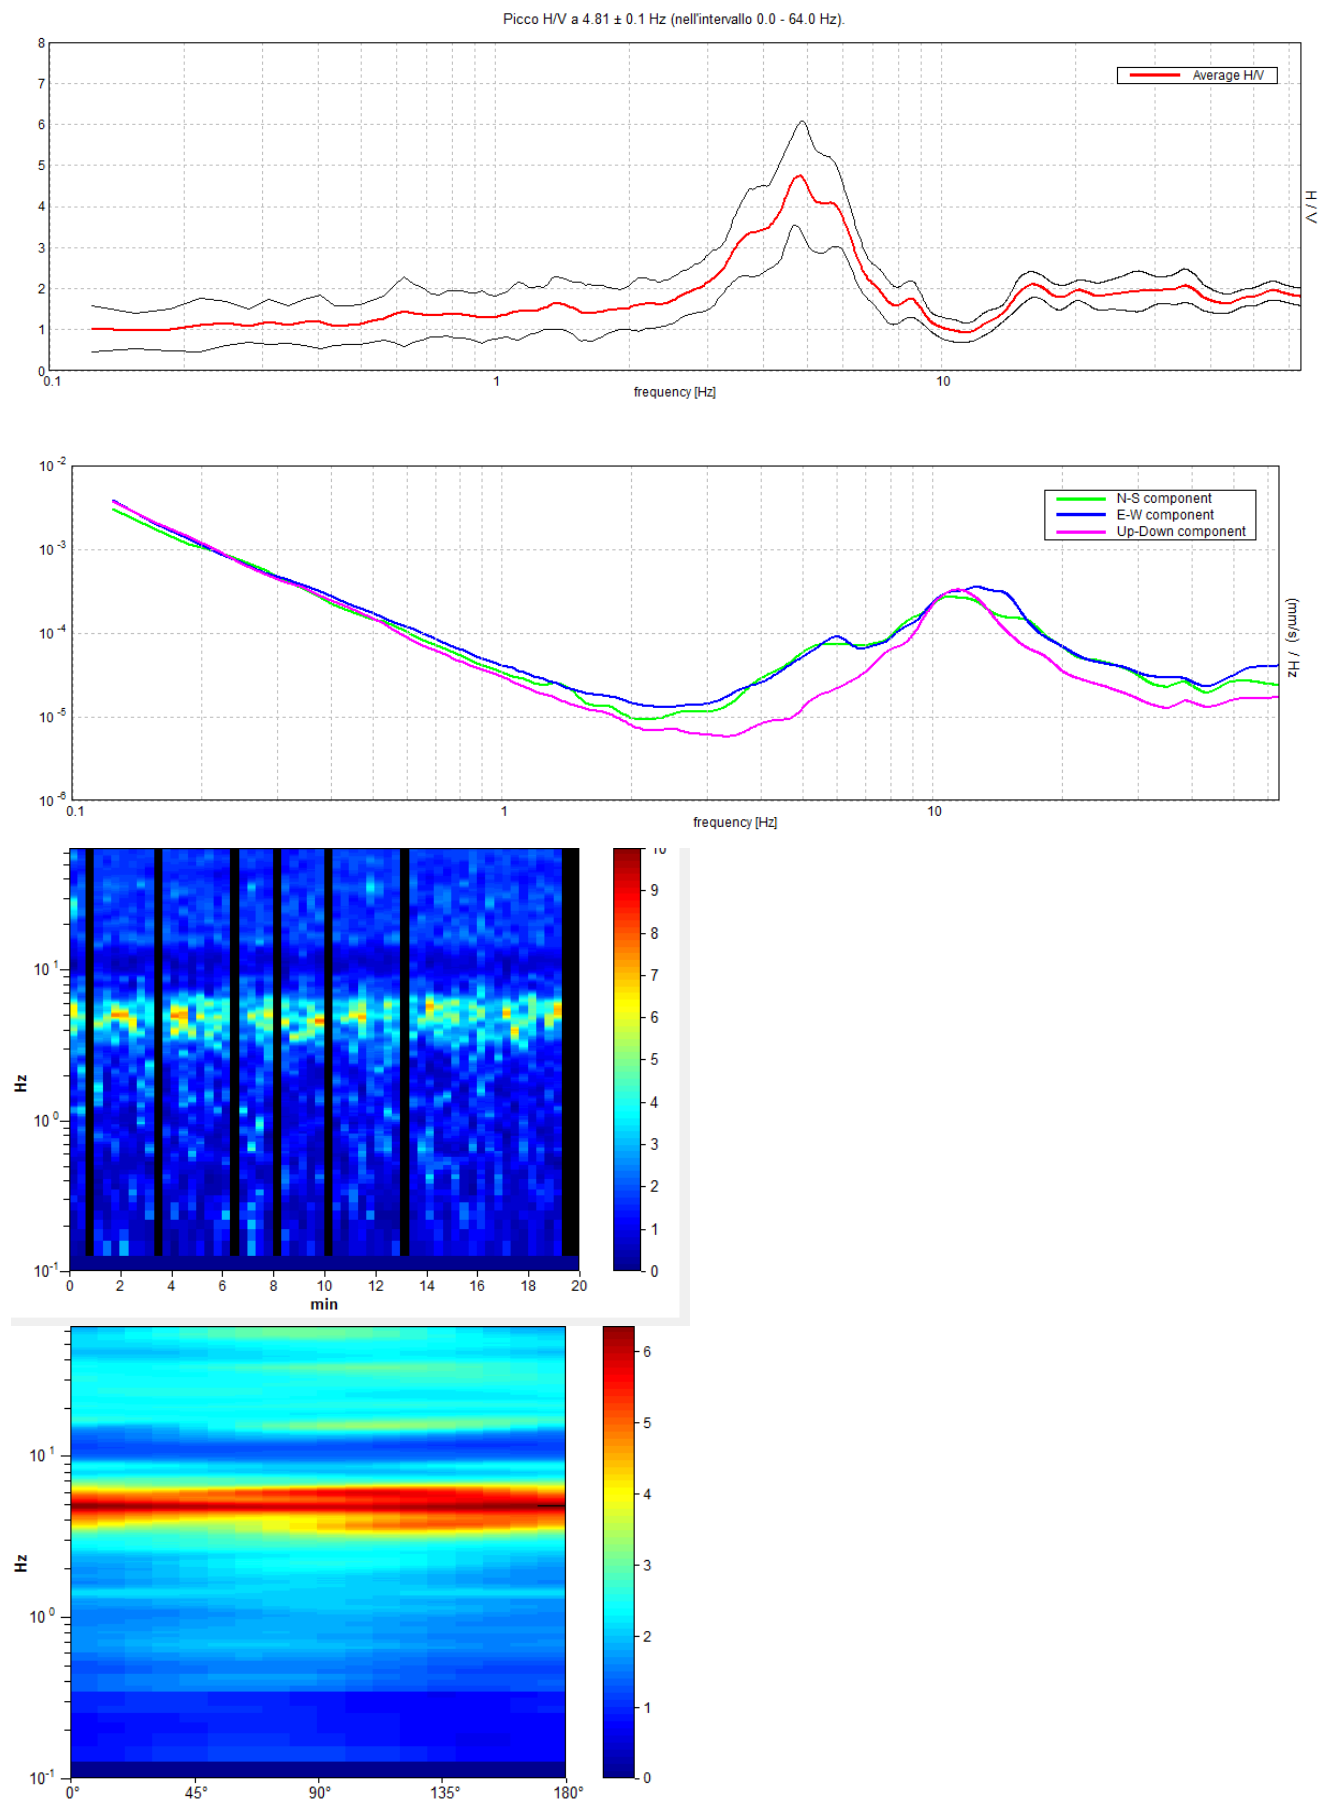 Picco H/V a 4.81 ± 0.1 Hz (nell'intervallo 0.0 - 64.0 Hz).
8
7
6
5
4
3
2
1
0
Average H/V
H / V
0.1 1 10
frequency [Hz]
10 -2
10 -3
10 -4
10 -5
10 -6
N-S component
E-W component
Up-Down component
(mm/s) / Hz
0.1 1 10
frequency [Hz]
10 1
10 0
10 -1
Hz
0 2 4 6 8 10 12 14 16 18 20
min
10
9
8
7
6
5
4
3
2
1
0
10 1
10 0
10 -1
Hz
0° 45° 90° 135° 180°
6
5
4
3
2
1
0